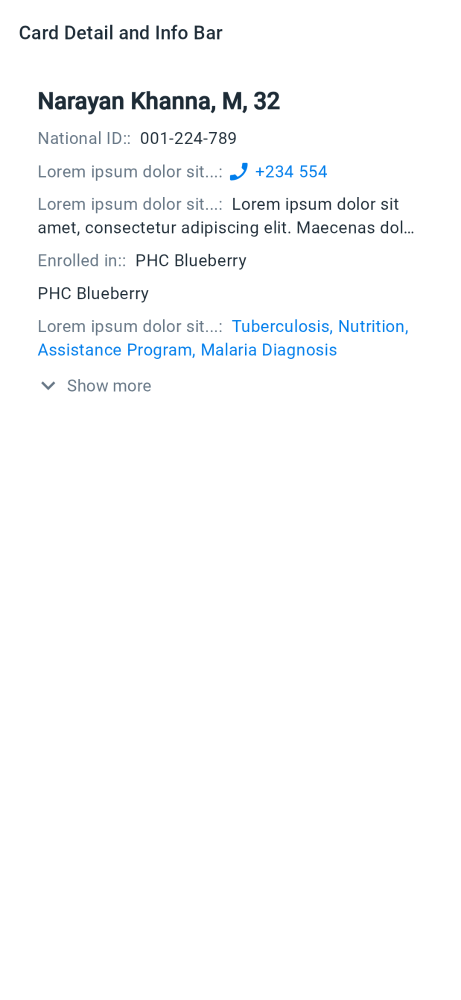 Card Detail and Info Bar
Narayan Khanna, M, 32
National ID:: 001-224-789
Lorem ipsum dolor sit...: +234 554
Lorem ipsum dolor sit...: Lorem ipsum dolor sit
amet, consectetur adipiscing elit. Maecenas dol…
Enrolled in:: PHC Blueberry
PHC Blueberry
Lorem ipsum dolor sit...: Tuberculosis, Nutrition,
Assistance Program, Malaria Diagnosis
Show more